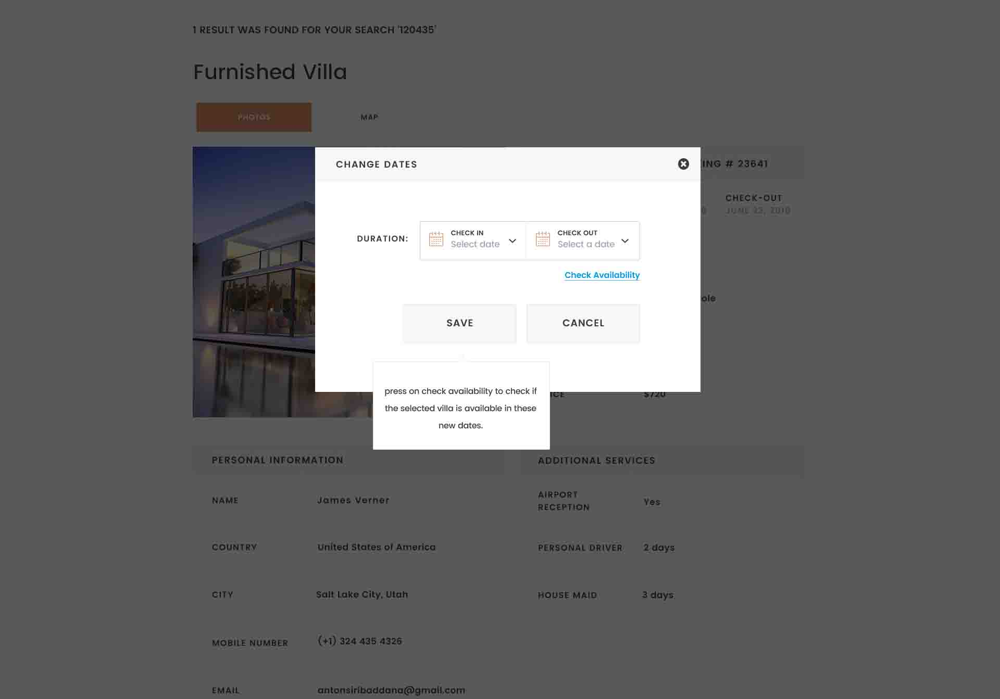 1 RESULT WAS FOUND FOR YOUR SEARCH '120435'
Furnished Villa
PHOTOS
MAP
CHANGE DATES
ING # 23641
CHECK-OUT
JUNE 23, 2010
DURATION:
CHECK IN
Select date
CHECK OUT
Select a date
Check Availability
ole
SAVE
CANCEL
press on check availability to check if
the selected villa is available in these
new dates.
ICE
$720
PERSONAL INFORMATION
NAME
James Verner
COUNTRY
United States of America
CITY
Salt Lake City, Utah
MOBILE NUMBER
(+1) 324 435 4326
EMAIL
antonsiribaddana@gmail.com
ADDITIONAL SERVICES
AIRPORT
RECEPTION
Yes
PERSONAL DRIVER
2 days
HOUSE MAID
3 days